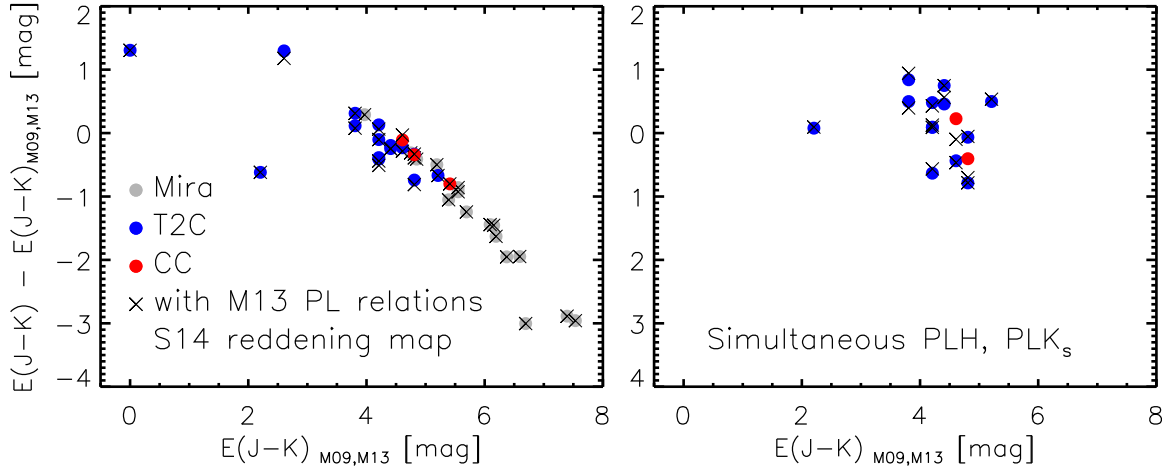 E(J−K) − E(J−K)M09,M13 [mag]
2
1
0
−1
−2
−3
−4
Mira
T2C
CC
with M13 PL relations
S14 reddening map
0 2 4 6 8
E(J−K) M09,M13 [mag]
2
1
0
1
2
3
4
Simultaneous PLH, PLKs
0 2 4 6 8
E(J−K) M09,M13 [mag]